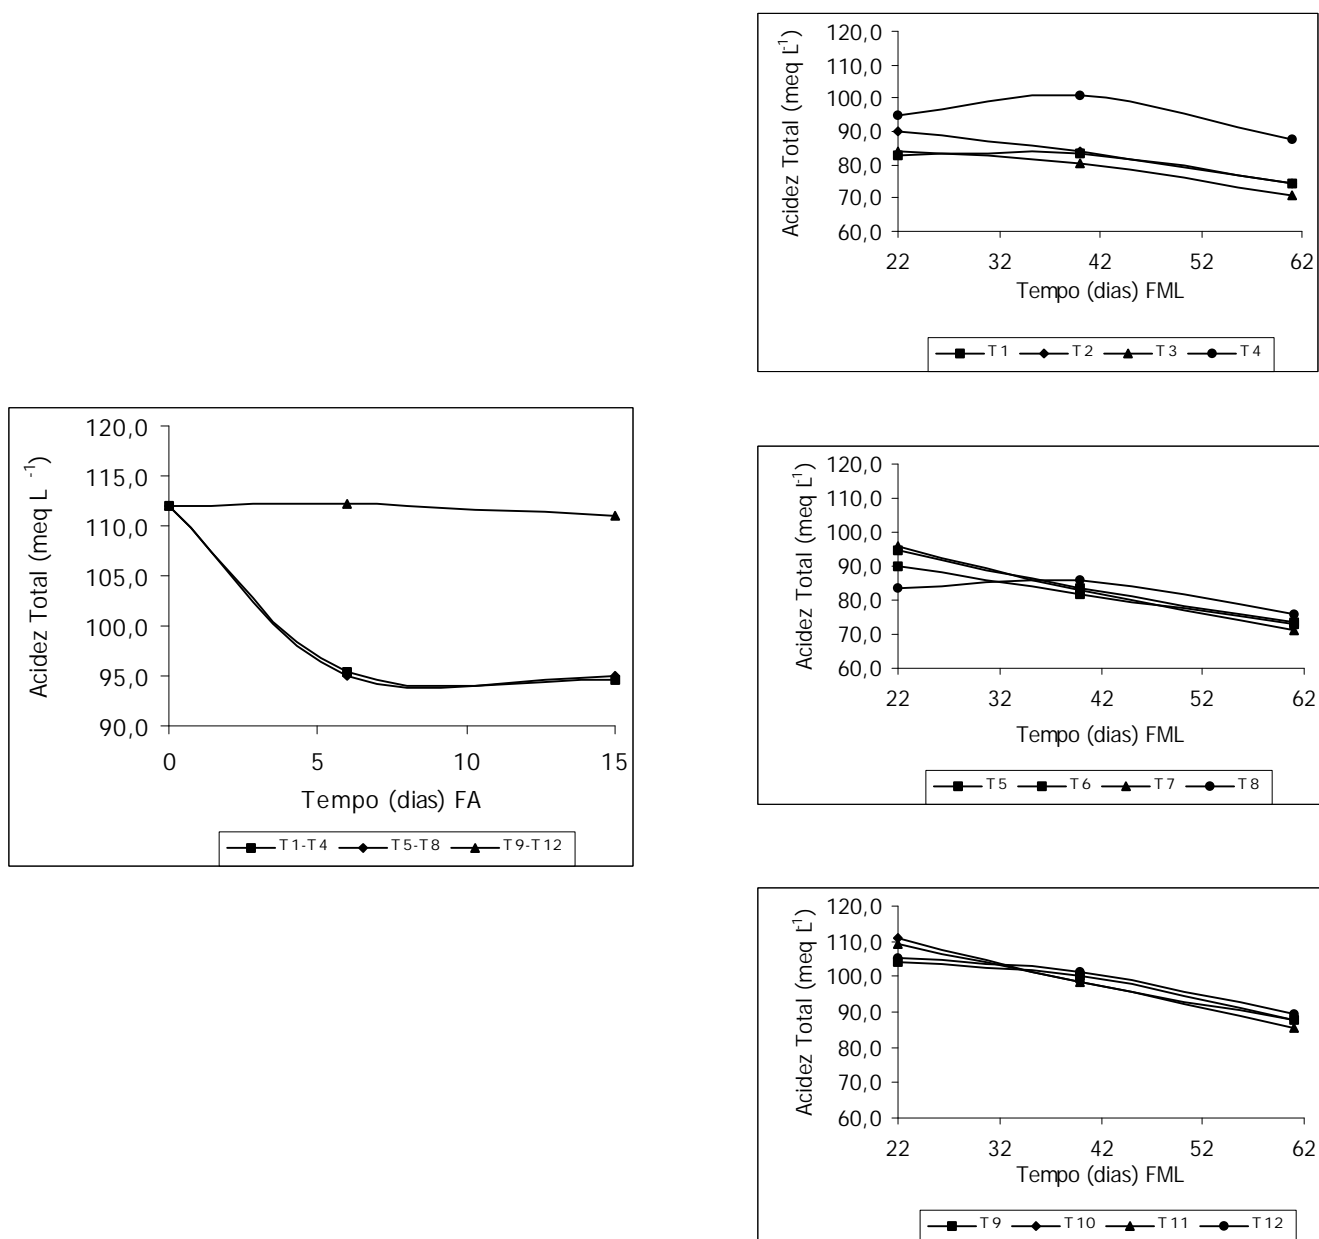 Acidez Total (meq L -1)
120,0
115,0
110,0
105,0
100,0
95,0
90,0
0 5 10 15
Tempo (dias) FA
T1-T4 T5-T8 T9-T12
Acidez Total (meq L-1)
120,0
110,0
100,0
90,0
80,0
70,0
60,0
22 32 42 52 62
Tempo (dias) FML
T1 T2 T3 T4
Acidez Total (meq L-1)
120,0
110,0
100,0
90,0
80,0
70,0
60,0
22 32 42 52 62
Tempo (dias) FML
T5 T6 T7 T8
Acidez Total (meq L-1)
120,0
110,0
100,0
90,0
80,0
70,0
60,0
22 32 42 52 62
Tempo (dias) FML
T9 T10 T11 T12